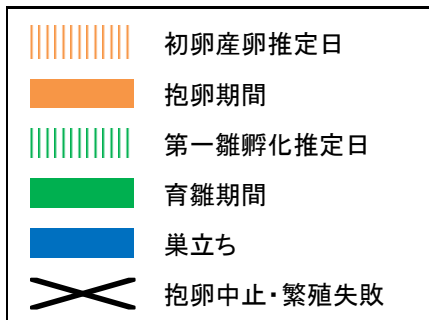 初卵産卵推定日
抱卵期間
第一雛孵化推定日
育雛期間
巣立ち
抱卵中止・繁殖失敗